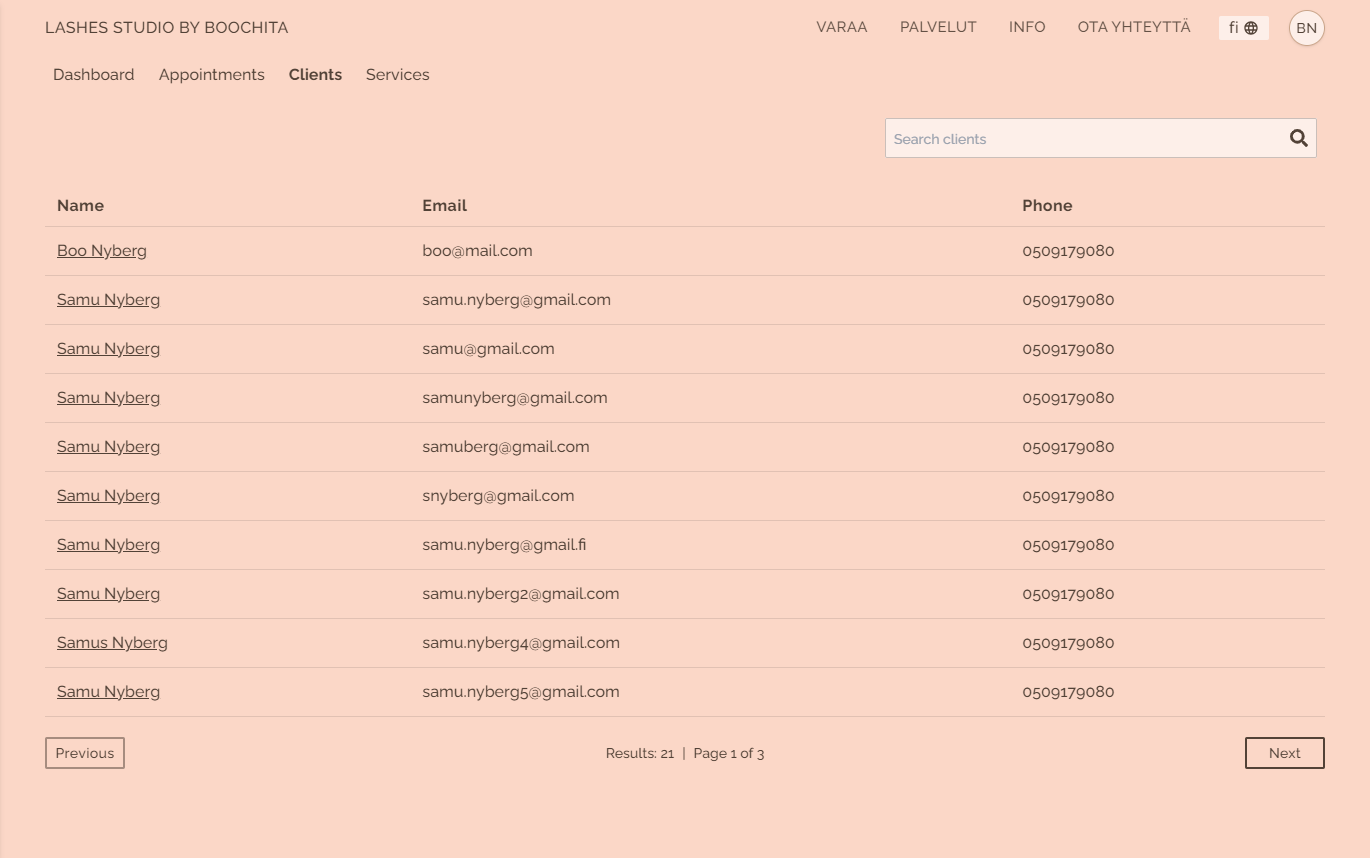 LASHES STUDIO BY BOOCHITA VARAA PALVELUT INFO OTA YHTEYTTÄ fi BN
Dashboard Appointments Clients Services
Search clients
Name Email Phone
Boo Nyberg boo@mail.com 0509179080
Samu Nyberg samu.nyberg@gmail.com 0509179080
Samu Nyberg samu@gmail.com 0509179080
Samu Nyberg samunyberg@gmail.com 0509179080
Samu Nyberg samuberg@gmail.com 0509179080
Samu Nyberg snyberg@gmail.com 0509179080
Samu Nyberg samu.nyberg@gmail.fi 0509179080
Samu Nyberg samu.nyberg2@gmail.com 0509179080
Samus Nyberg samu.nyberg4@gmail.com 0509179080
Samu Nyberg samu.nyberg5@gmail.com 0509179080
Previous Results: 21 | Page 1 of 3 Next